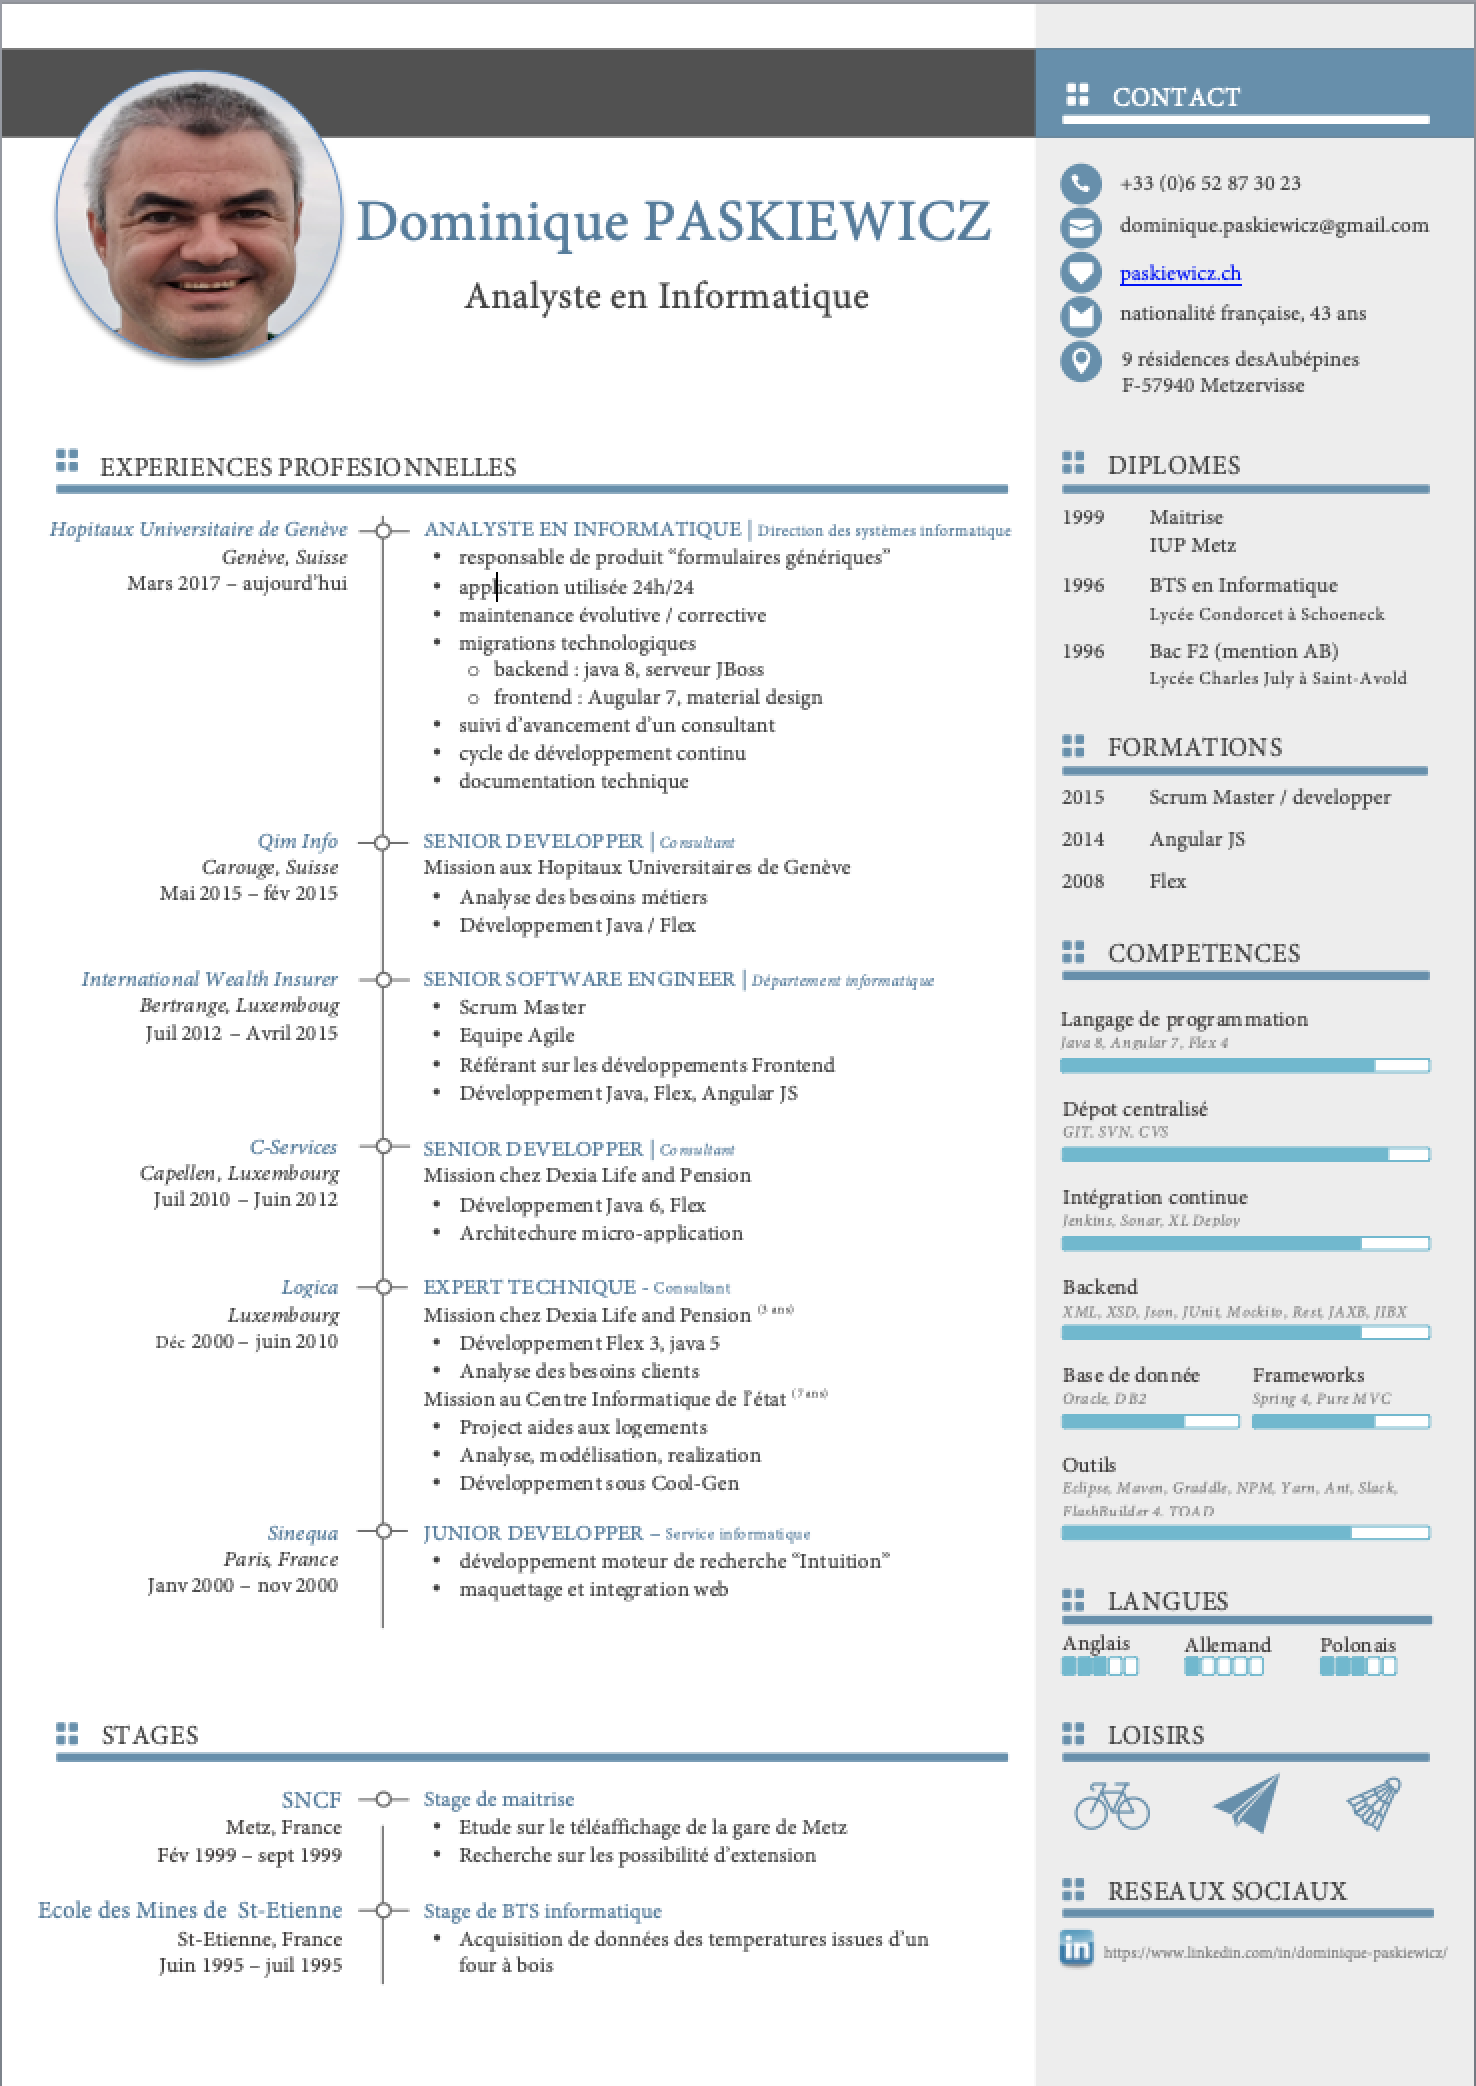 CONTACT
+33 (0)6 52 87 30 23
dominique.paskiewicz@gmail.com
paskiewicz.ch
nationalité française, 43 ans
9 résidences desAubépines
F-57940 Metzervisse
Dominique PASKIEWICZ
Analyste en Informatique
EXPERIENCES PROFESIONNELLES
Hopitaux Universitaire de Genève
Genève, Suisse
Mars 2017 – aujourd'hui
ANALYSTE EN INFORMATIQUE | Direction des systèmes informatique
• responsable de produit "formulaires génériques"
• application utilisée 24h/24
• maintenance évolutive / corrective
• migrations technologiques
o backend : java 8, serveur JBoss
o frontend : Augular 7, material design
• suivi d'avancement d'un consultant
• cycle de développement continu
• documentation technique
Qim Info
Carouge, Suisse
Mai 2015 – fév 2015
SENIOR DEVELOPPER | Consultant
Mission aux Hopitaux Universitaires de Genève
• Analyse des besoins métiers
• Développement Java / Flex
International Wealth Insurer
Bertrange, Luxemboug
Juil 2012 – Avril 2015
SENIOR SOFTWARE ENGINEER | Département informatique
• Scrum Master
• Equipe Agile
• Référant sur les développements Frontend
• Développement Java, Flex, Angular JS
C-Services
Capellen, Luxembourg
Juil 2010 – Juin 2012
SENIOR DEVELOPPER | Consultant
Mission chez Dexia Life and Pension
• Développement Java 6, Flex
• Architechure micro-application
Logica
Luxembourg
Déc 2000 – juin 2010
EXPERT TECHNIQUE - Consultant
Mission chez Dexia Life and Pension (3 ans)
• Développement Flex 3, java 5
• Analyse des besoins clients
Mission au Centre Informatique de l'état (7 ans)
• Project aides aux logements
• Analyse, modélisation, realization
• Développement sous Cool-Gen
Sinequa
Paris, France
Janv 2000 – nov 2000
JUNIOR DEVELOPPER – Service informatique
• développement moteur de recherche "Intuition"
• maquettage et integration web
STAGES
SNCF
Metz, France
Fév 1999 – sept 1999
Stage de maitrise
• Etude sur le téléaffichage de la gare de Metz
• Recherche sur les possibilité d'extension
Ecole des Mines de St-Etienne
St-Etienne, France
Juin 1995 – juil 1995
Stage de BTS informatique
• Acquisition de données des temperatures issues d'un
four à bois
DIPLOMES
1999 Maitrise
IUP Metz
1996 BTS en Informatique
Lycée Condorcet à Schoeneck
1996 Bac F2 (mention AB)
Lycée Charles July à Saint-Avold
FORMATIONS
2015 Scrum Master / developper
2014 Angular JS
2008 Flex
COMPETENCES
Langage de programmation
Java 8, Angular 7, Flex 4
Dépot centralisé
GIT, SVN, CVS
Intégration continue
Jenkins, Sonar, XL Deploy
Backend
XML, XSD, Json, JUnit, Mockito, Rest, JAXB, JIBX
Base de donnée
Oracle, DB2
Frameworks
Spring 4, Pure MVC
Outils
Eclipse, Maven, Graddle, NPM, Yarn, Ant, Slack,
FlashBuilder 4, TOAD
LANGUES
Anglais Allemand Polonais
LOISIRS
RESEAUX SOCIAUX
in https://www.linkedin.com/in/dominique-paskiewicz/